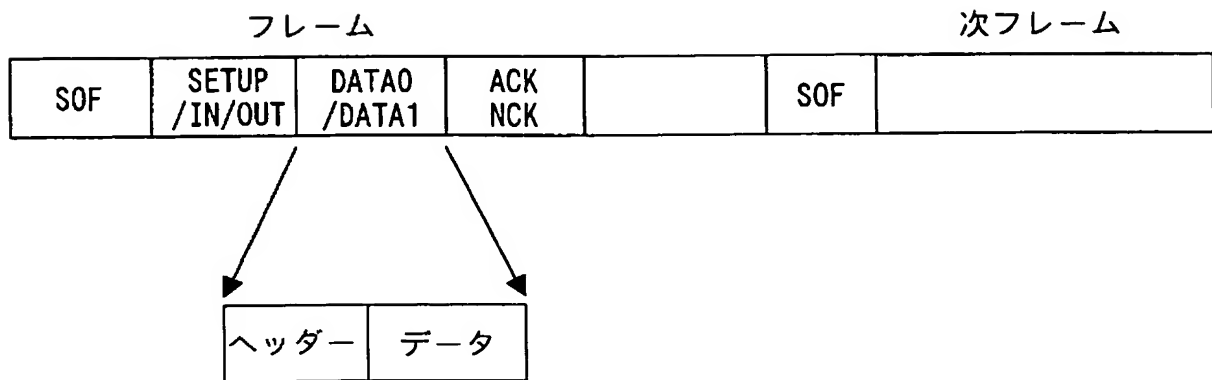 フレーム
次フレーム
SOF
SETUP
/IN/OUT
DATA0
/DATA1
ACK
NCK
SOF
ヘッダー
データ